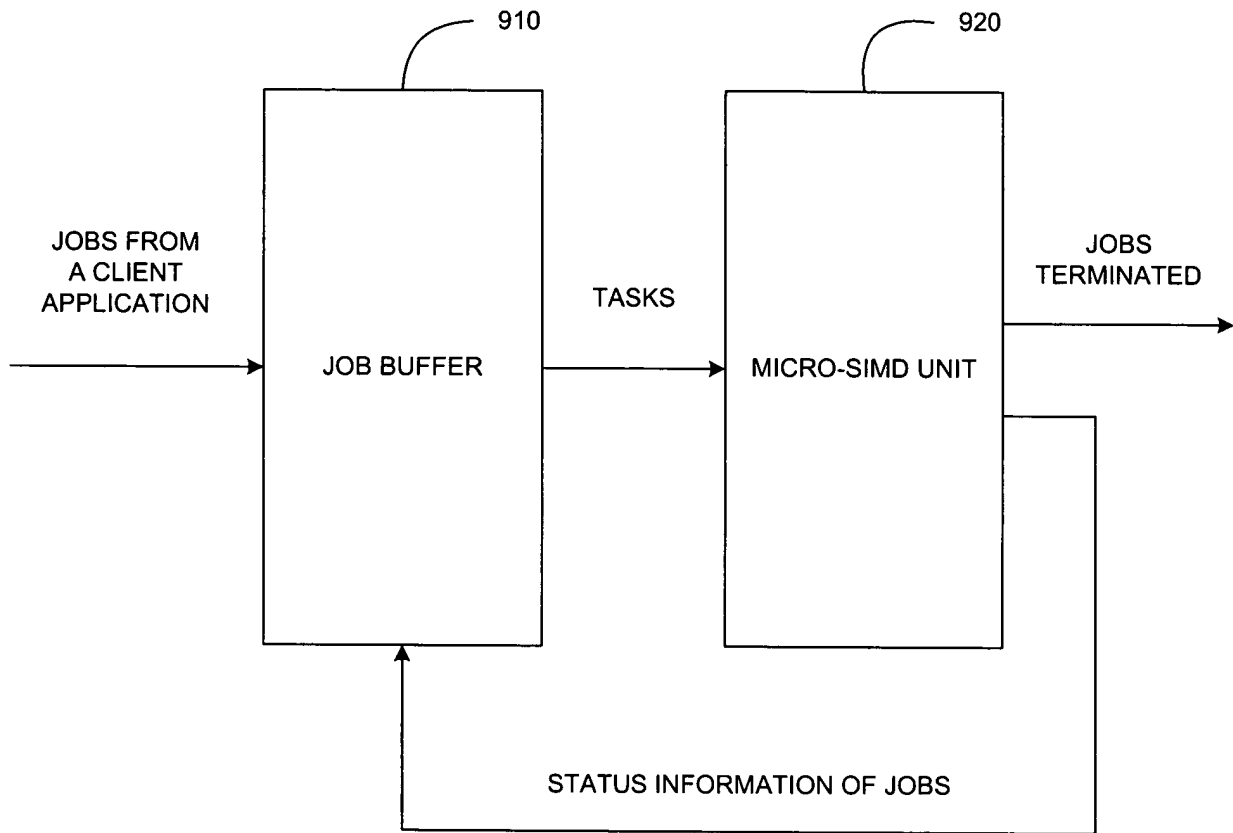 910
920
JOBS FROM
A CLIENT
APPLICATION
JOB BUFFER
TASKS
MICRO-SIMD UNIT
JOBS
TERMINATED
STATUS INFORMATION OF JOBS